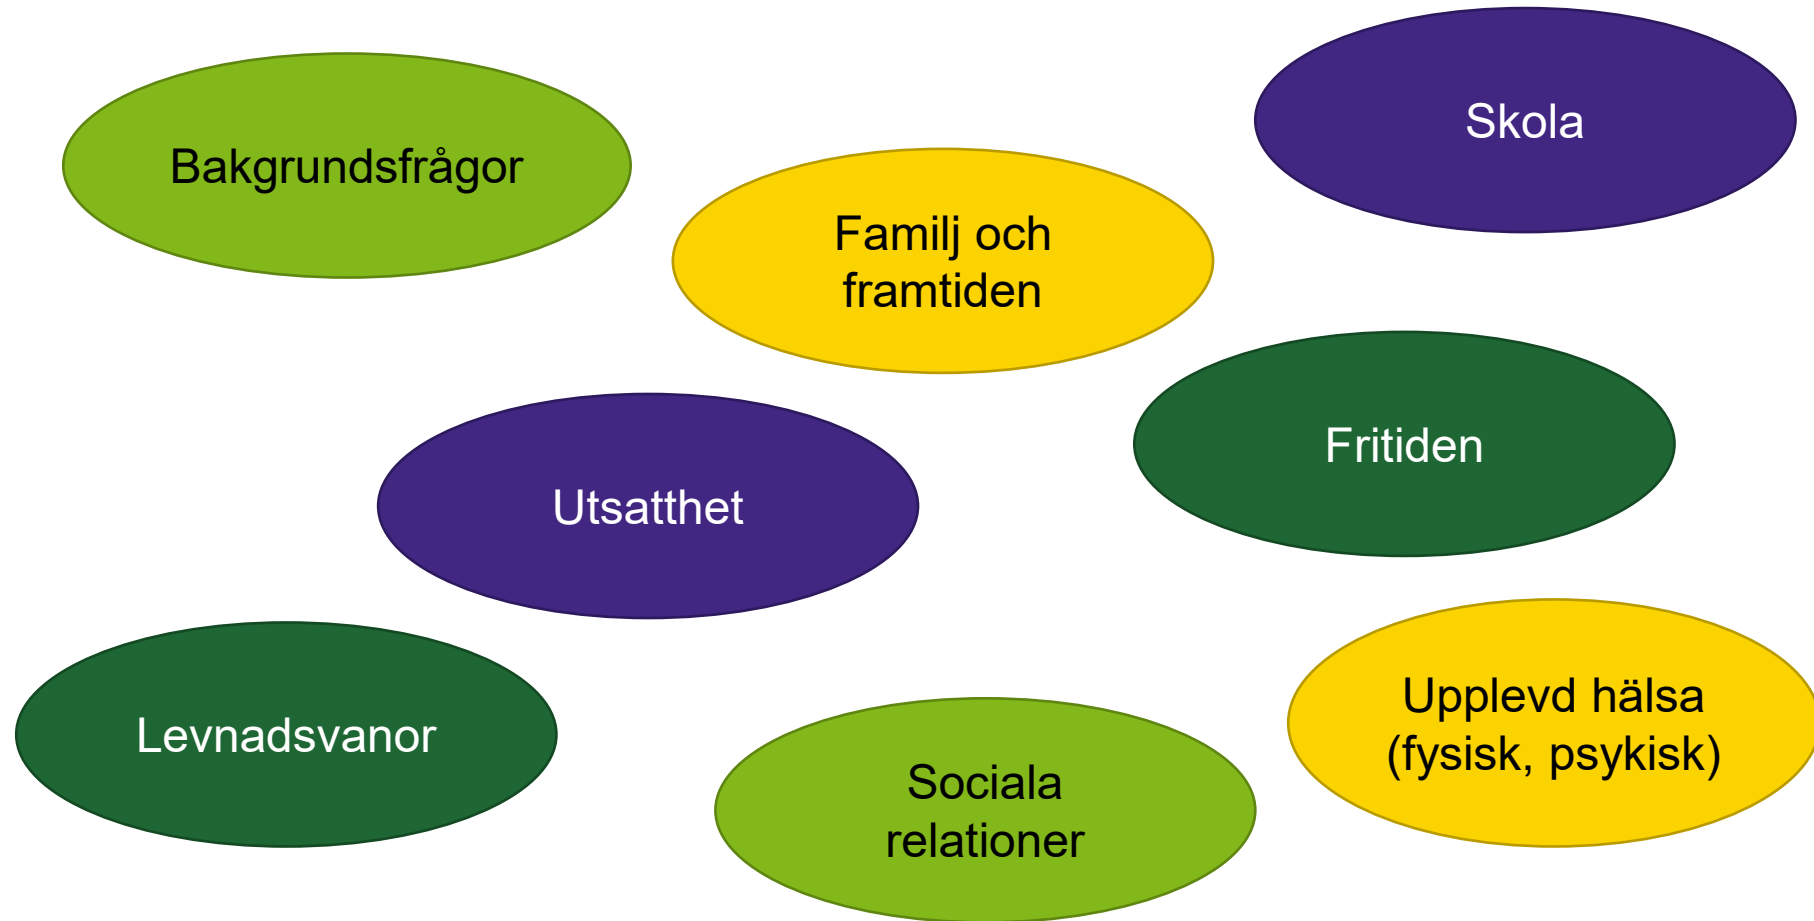 Bakgrundsfrågor
Skola
Familj och
framtiden
Fritiden
Utsatthet
Levnadsvanor
Sociala
relationer
Upplevd hälsa
(fysisk, psykisk)